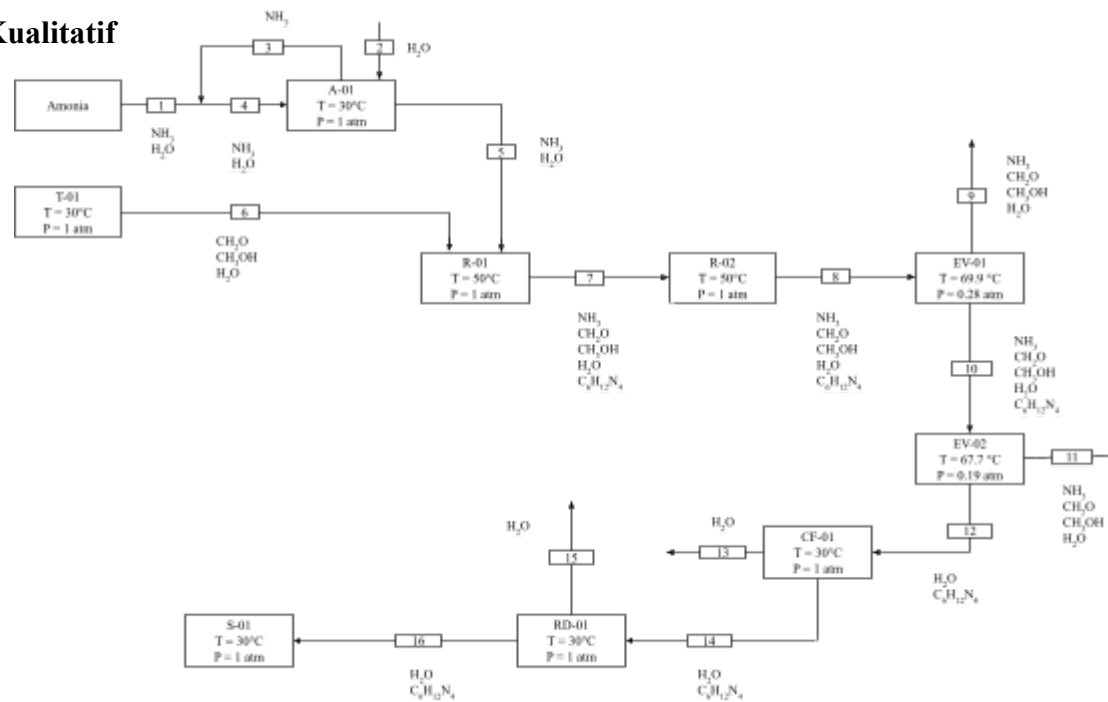 Kualitatif
NH₃
3
2
H₂O
Amonia
1
4
A-01
T = 30°C
P = 1 atm
NH₃
H₂O
NH₃
H₂O
5
NH₃
H₂O
T-01
T = 30°C
P = 1 atm
6
CH₂O
CH₃OH
H₂O
R-01
T = 50°C
P = 1 atm
7
NH₃
CH₂O
CH₃OH
H₂O
C₆H₁₂N₄
R-02
T = 50°C
P = 1 atm
8
NH₃
CH₂O
CH₃OH
H₂O
C₆H₁₂N₄
9
NH₃
CH₂O
CH₃OH
H₂O
EV-01
T = 69.9 °C
P = 0.28 atm
10
NH₃
CH₂O
CH₃OH
H₂O
C₆H₁₂N₄
EV-02
T = 67.7 °C
P = 0.19 atm
11
NH₃
CH₂O
CH₃OH
H₂O
12
H₂O
C₆H₁₂N₄
CF-01
T = 30°C
P = 1 atm
H₂O
13
H₂O
15
14
H₂O
C₆H₁₂N₄
RD-01
T = 30°C
P = 1 atm
16
H₂O
C₆H₁₂N₄
S-01
T = 30°C
P = 1 atm